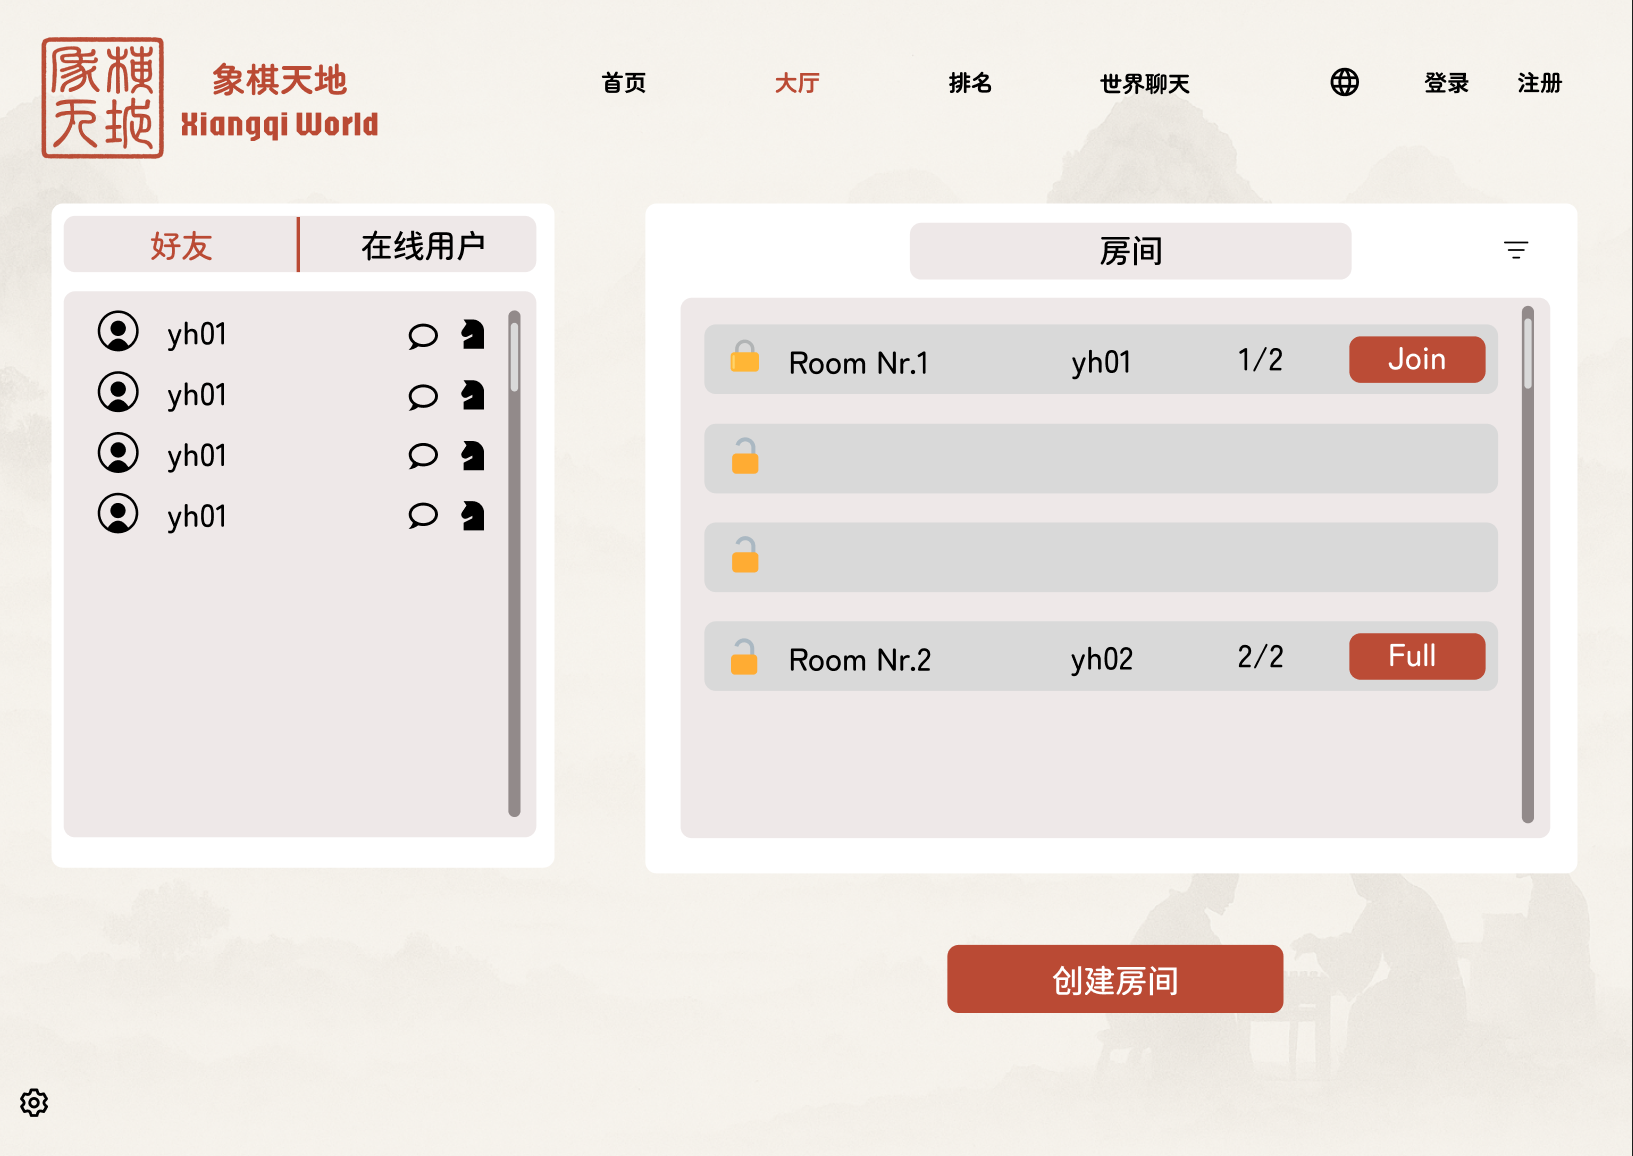 象棋
天地
象棋天地
Xiangqi World
首页
大厅
排名
世界聊天
登录
注册
好友
在线用户
yh01
yh01
yh01
yh01
房间
Room Nr.1 yh01 1/2 Join
Room Nr.2 yh02 2/2 Full
创建房间